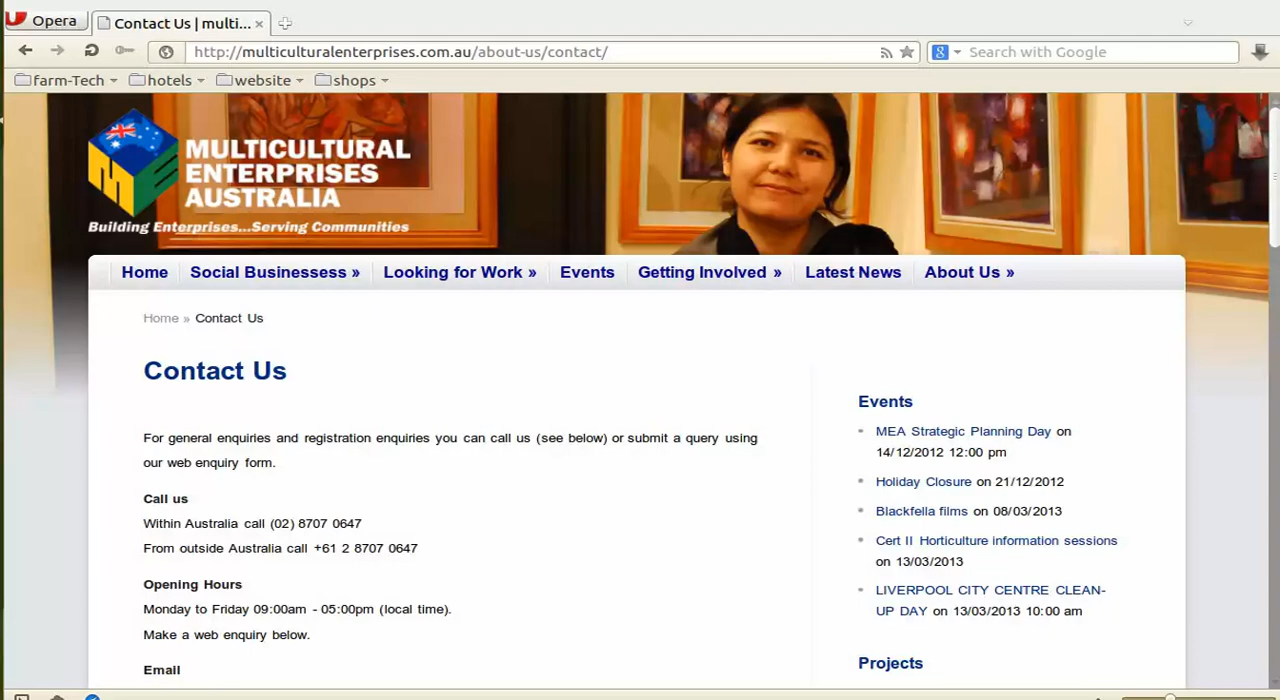 Opera
Contact Us | multi...
http://multiculturalenterprises.com.au/about-us/contact/
Search with Google
farm-Tech
hotels
website
shops
MULTICULTURAL
ENTERPRISES
AUSTRALIA
Building Enterprises...Serving Communities
Home
Social Businessess »
Looking for Work »
Events
Getting Involved »
Latest News
About Us »
Home » Contact Us
Contact Us
For general enquiries and registration enquiries you can call us (see below) or submit a query using
our web enquiry form.
Call us
Within Australia call (02) 8707 0647
From outside Australia call +61 2 8707 0647
Opening Hours
Monday to Friday 09:00am - 05:00pm (local time).
Make a web enquiry below.
Email
Events
MEA Strategic Planning Day on
14/12/2012 12:00 pm
Holiday Closure on 21/12/2012
Blackfella films on 08/03/2013
Cert II Horticulture information sessions
on 13/03/2013
LIVERPOOL CITY CENTRE CLEAN-
UP DAY on 13/03/2013 10:00 am
Projects